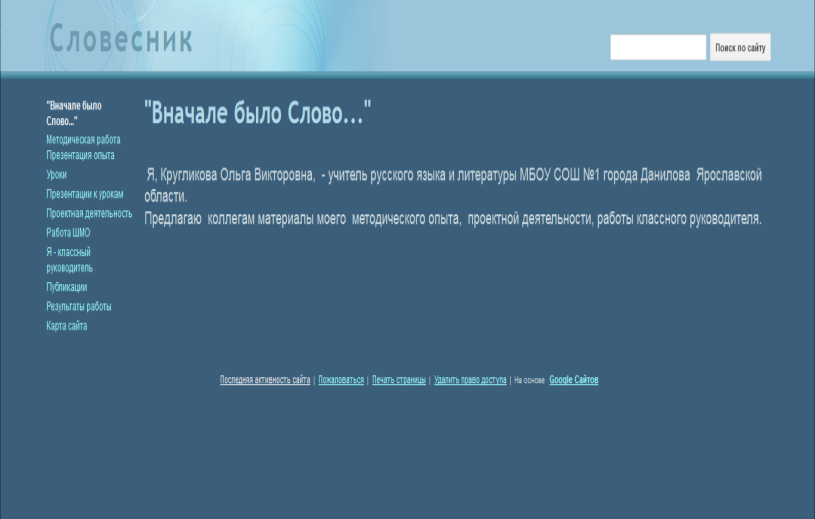 Словесник
Поиск по сайту
"Вначале было
Слово..."
Методическая работа
Презентация опыта
Уроки
Презентации к урокам
Проектная деятельность
Работа ШМО
Я - классный
руководитель
Публикации
Результаты работы
Карта сайта
"Вначале было Слово..."
Я, Кругликова Ольга Викторовна, - учитель русского языка и литературы МБОУ СОШ №1 города Данилова Ярославской
области.
Предлагаю коллегам материалы моего методического опыта, проектной деятельности, работы классного руководителя.
Последняя активность сайта | Пожаловаться | Печать страницы | Удалить право доступа | На основе Google Сайтов